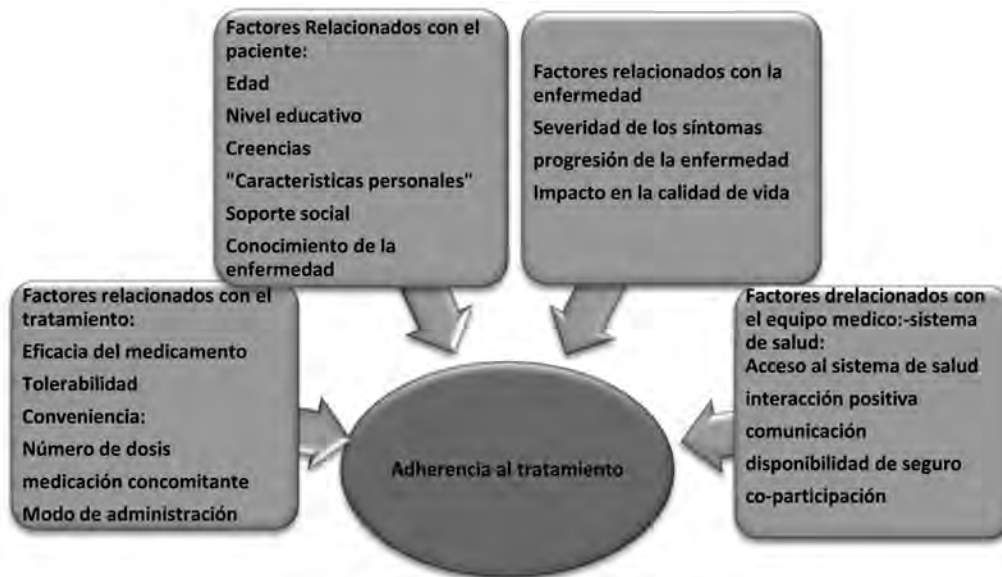 Factores Relacionados con el
paciente:
Edad
Nivel educativo
Creencias
"Caracterisiticas personales"
Soporte social
Conocimiento de la
enfermedad
Factores relacionados con la
enfermedad
Severidad de los síntomas
progresión de la enfermedad
Impacto en la calidad de vida
Factores relacionados con el
tratamiento:
Eficacia del medicamento
Tolerabilidad
Conveniencia:
Número de dosis
medicación concomitante
Modo de administración
Factores drelacionados con
el equipo medico:-sistema
de salud:
Acceso al sistema de salud
interacción positiva
comunicación
disponibilidad de seguro
co-participación
Adherencia al tratamiento